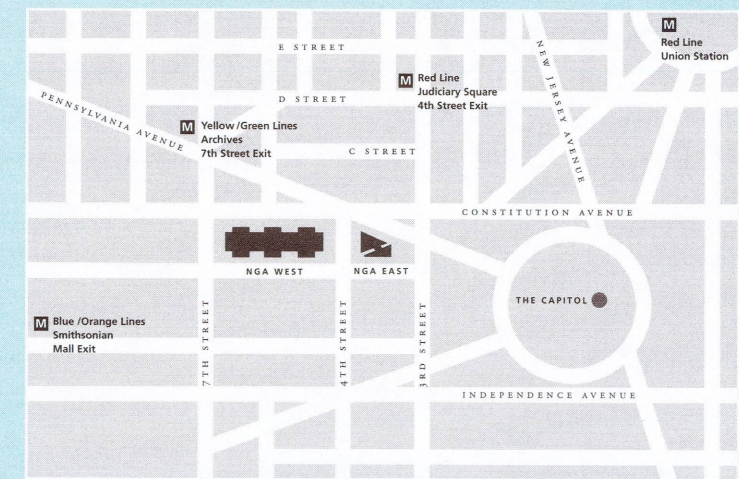 E STREET
M
Red Line
Union Station
NEW JERSEY AVENUE
M Red Line
Judiciary Square
4th Street Exit
PENNSYLVANIA AVENUE
D STREET
M Yellow/Green Lines
Archives
7th Street Exit
C STREET
CONSTITUTION AVENUE
NGA WEST
NGA EAST
THE CAPITOL
M Blue/Orange Lines
Smithsonian
Mall Exit
7TH STREET
4TH STREET
3RD STREET
INDEPENDENCE AVENUE